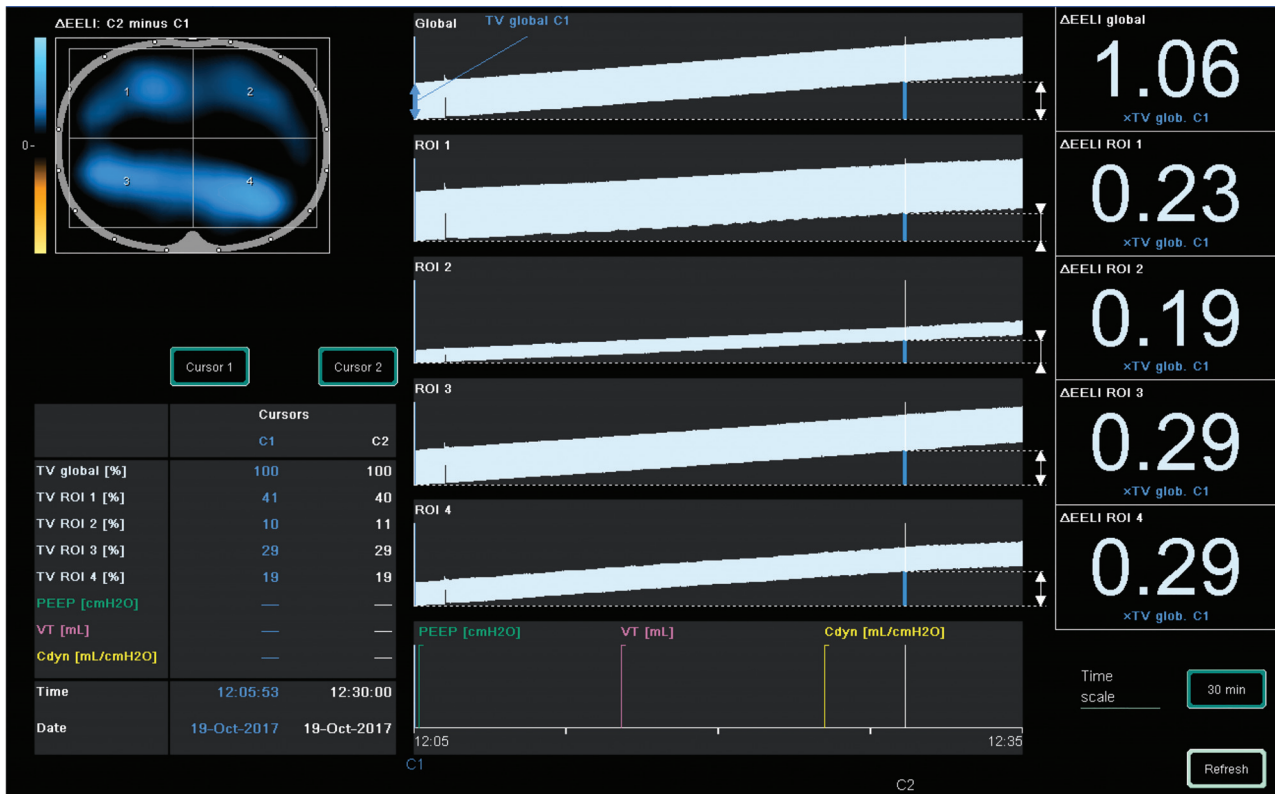 ΔEELI: C2 minus C1
1 2
0-
3 4
Cursor 1 Cursor 2
Cursors
C1 C2
TV global [%] 100 100
TV ROI 1 [%] 41 40
TV ROI 2 [%] 10 11
TV ROI 3 [%] 29 29
TV ROI 4 [%] 19 19
PEEP [cmH2O] — —
VT [mL] — —
Cdyn [mL/cmH2O] — —
Time 12:05:53 12:30:00
Date 19-Oct-2017 19-Oct-2017
Global TV global C1
ROI 1
ROI 2
ROI 3
ROI 4
PEEP [cmH2O] VT [mL] Cdyn [mL/cmH2O]
12:05 12:35
C1
C2
ΔEELI global
1.06
×TV glob. C1
ΔEELI ROI 1
0.23
×TV glob. C1
ΔEELI ROI 2
0.19
×TV glob. C1
ΔEELI ROI 3
0.29
×TV glob. C1
ΔEELI ROI 4
0.29
×TV glob. C1
Time
scale
30 min
Refresh